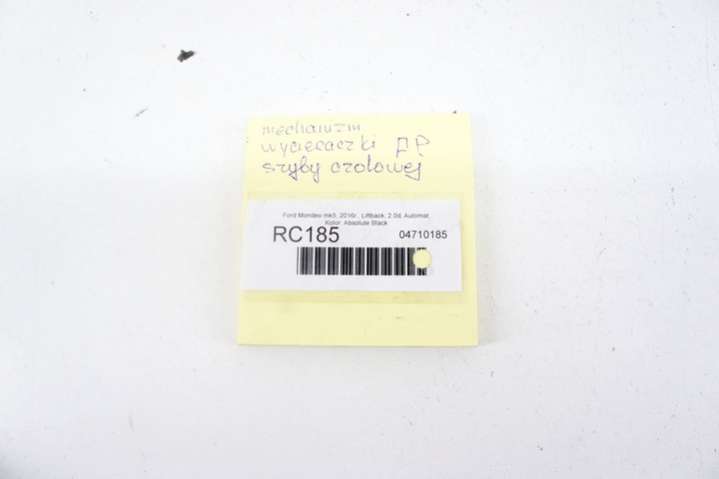 mechanizm
wycieraczki PP
szyby czołowej
Ford Mondeo mk5, 2016r., Liftback, 2.0d, Automat,
Kolor: Absolute Black
RC185 04710185